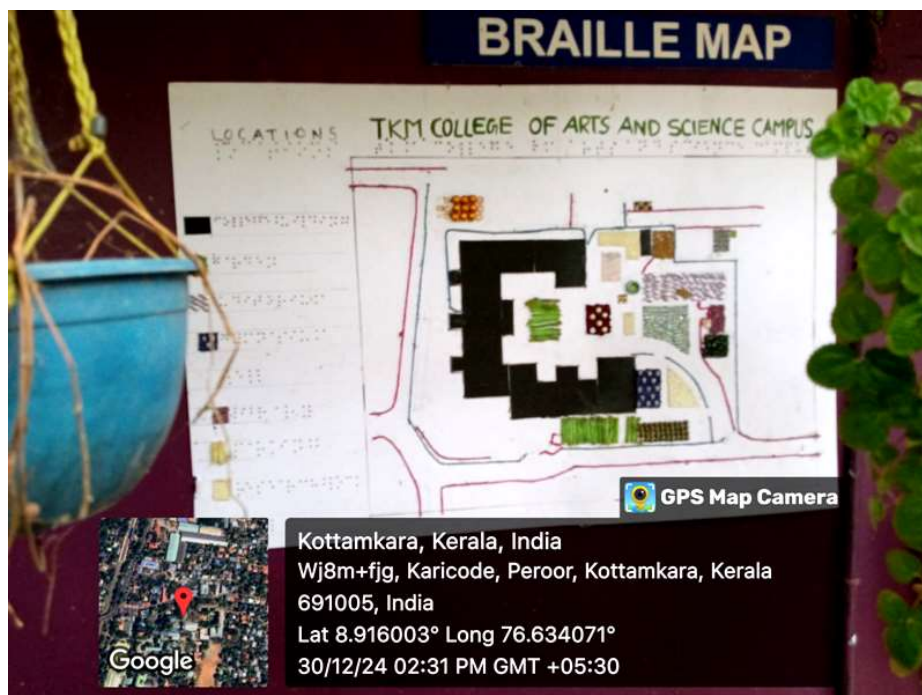 BRAILLE MAP
LOCATIONS
TKM COLLEGE OF ARTS AND SCIENCE CAMPUS
GPS Map Camera
Kottamkara, Kerala, India
Wj8m+fjg, Karicode, Peroor, Kottamkara, Kerala
691005, India
Lat 8.916003° Long 76.634071°
30/12/24 02:31 PM GMT +05:30
Google